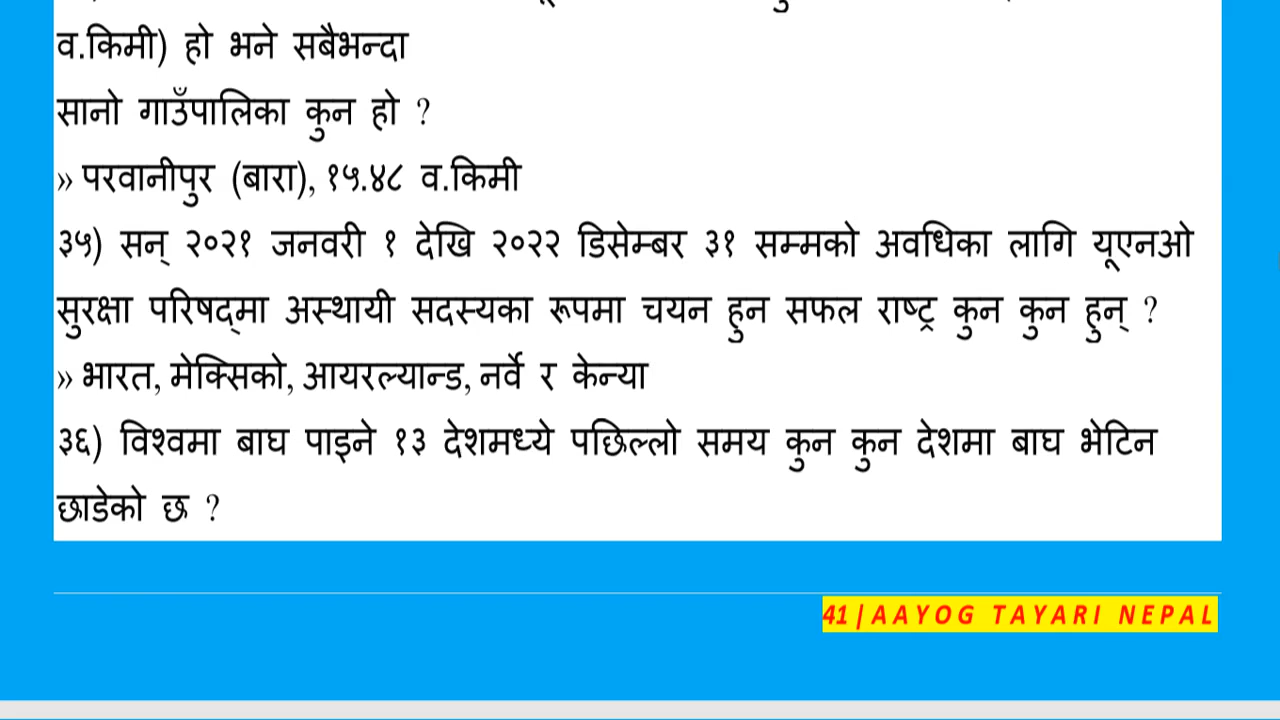 व.किमी) हो भने सबैभन्दा
सानो गाउँपालिका कुन हो ?
» परवानीपुर (बारा), १५.४८ व.किमी
३५) सन् २०२१ जनवरी १ देखि २०२२ डिसेम्बर ३१ सम्मको अवधिका लागि यूएनओ
सुरक्षा परिषद्‌मा अस्थायी सदस्यका रूपमा चयन हुन सफल राष्ट्र कुन कुन हुन् ?
» भारत, मेक्सिको, आयरल्यान्ड, नर्वे र केन्या
३६) विश्वमा बाघ पाइने १३ देशमध्ये पछिल्लो समय कुन कुन देशमा बाघ भेटिन
छाडेको छ ?
41 | AAYOG TAYARI NEPAL